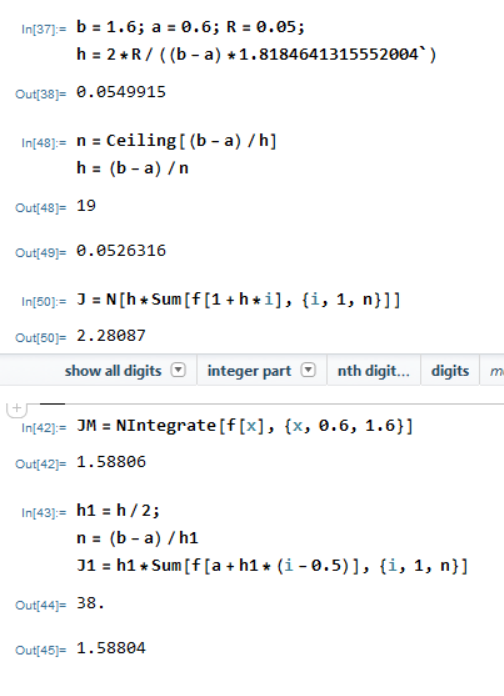 In[37]:= b = 1.6; a = 0.6; R = 0.05;
h = 2 * R / ((b - a) * 1.8184641315552004`)
Out[38]= 0.0549915
In[48]:= n = Ceiling[(b - a) / h]
h = (b - a) / n
Out[48]= 19
Out[49]= 0.0526316
In[50]:= J = N[h * Sum[f[1 + h * i], {i, 1, n}]]
Out[50]= 2.28087
show all digits integer part nth digit... digits
In[42]:= JM = NIntegrate[f[x], {x, 0.6, 1.6}]
Out[42]= 1.58806
In[43]:= h1 = h / 2;
n = (b - a) / h1
J1 = h1 * Sum[f[a + h1 * (i - 0.5)], {i, 1, n}]
Out[44]= 38.
Out[45]= 1.58804